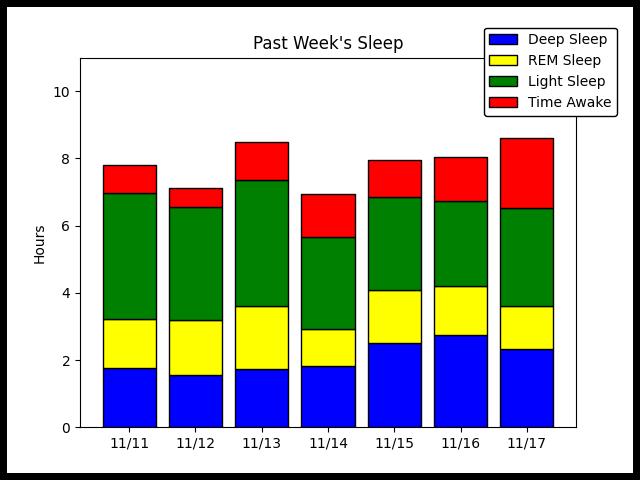 Past Week's Sleep
Deep Sleep
REM Sleep
Light Sleep
Time Awake
10
8
6
4
2
0
Hours
11/11 11/12 11/13 11/14 11/15 11/16 11/17